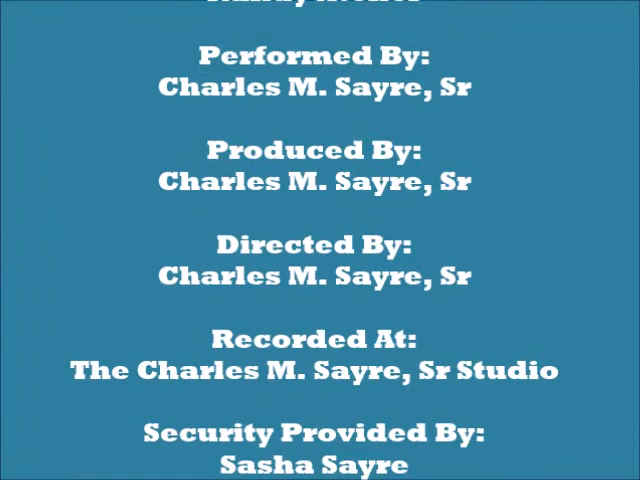 Performed By:
Charles M. Sayre, Sr
Produced By:
Charles M. Sayre, Sr
Directed By:
Charles M. Sayre, Sr
Recorded At:
The Charles M. Sayre, Sr Studio
Security Provided By:
Sasha Sayre